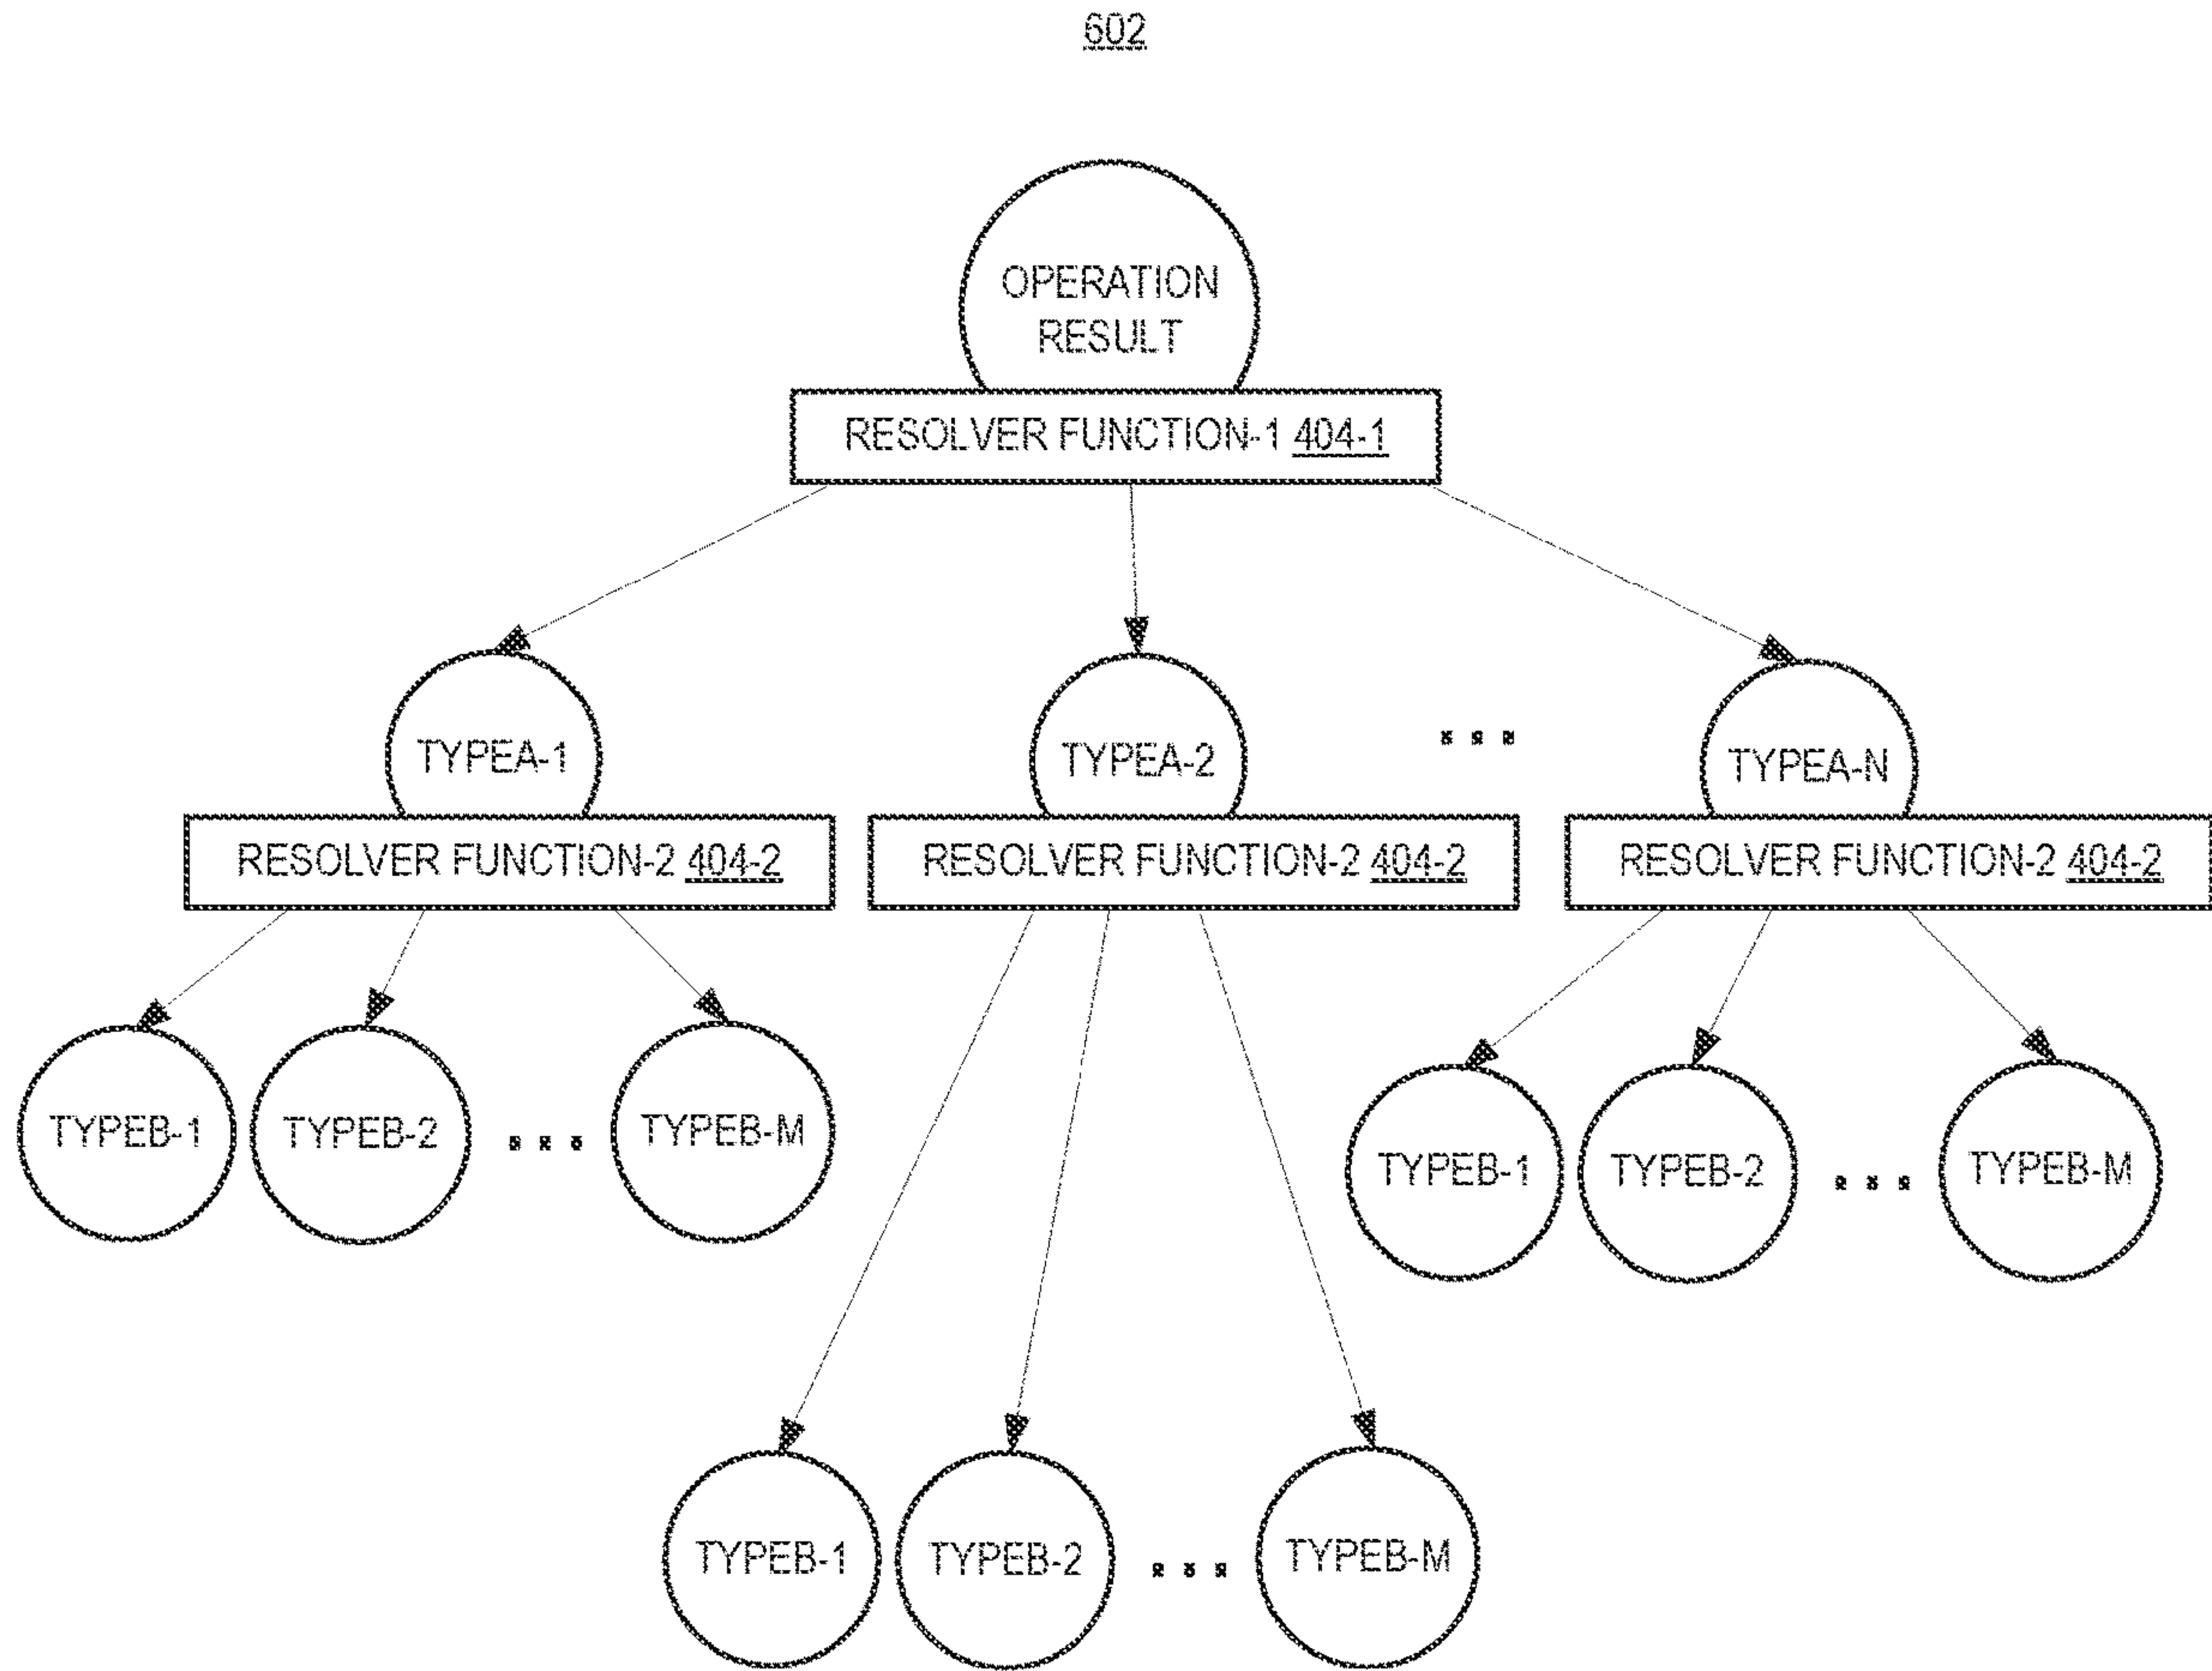 602
OPERATION
RESULT
RESOLVER FUNCTION-1 404-1
TYPEA-1
TYPEA-2
...
TYPEA-N
RESOLVER FUNCTION-2 404-2
RESOLVER FUNCTION-2 404-2
RESOLVER FUNCTION-2 404-2
TYPEB-1
TYPEB-2
...
TYPEB-M
TYPEB-1
TYPEB-2
...
TYPEB-M
TYPEB-1
TYPEB-2
...
TYPEB-M